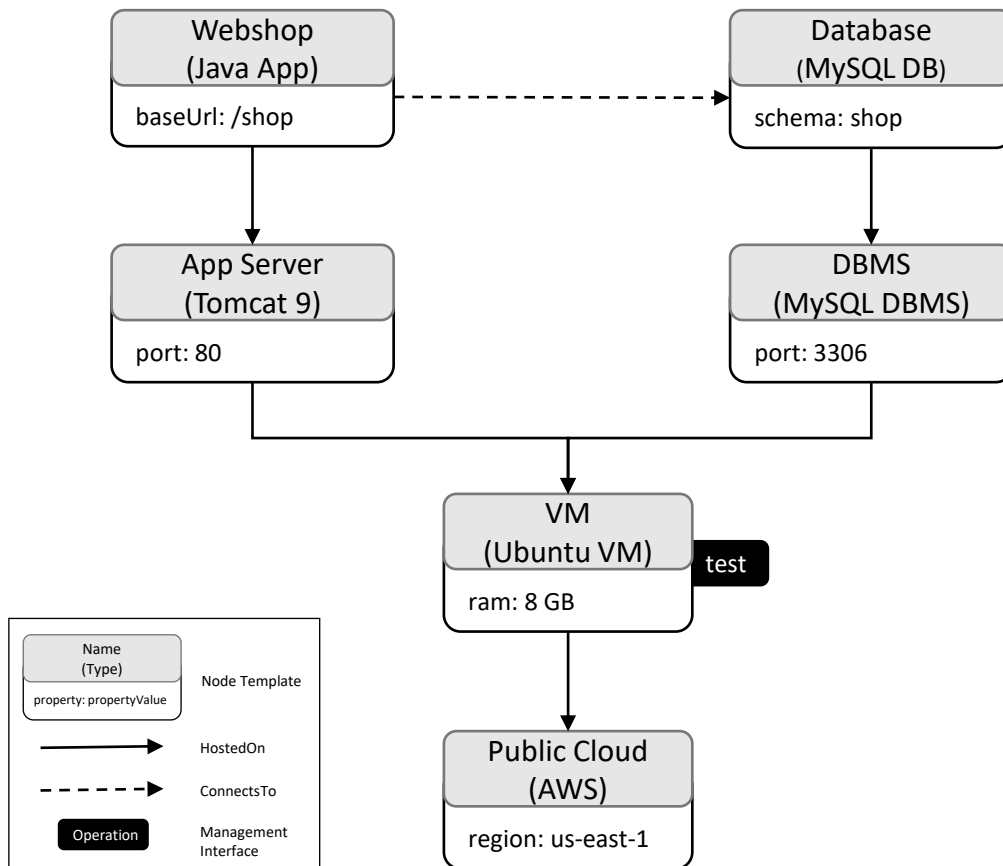 Webshop
(Java App)
baseUrl: /shop
Database
(MySQL DB)
schema: shop
App Server
(Tomcat 9)
port: 80
DBMS
(MySQL DBMS)
port: 3306
VM
(Ubuntu VM)
ram: 8 GB
test
Public Cloud
(AWS)
region: us-east-1
Name
(Type)
property: propertyValue
Node Template
HostedOn
ConnectsTo
Operation
Management
Interface